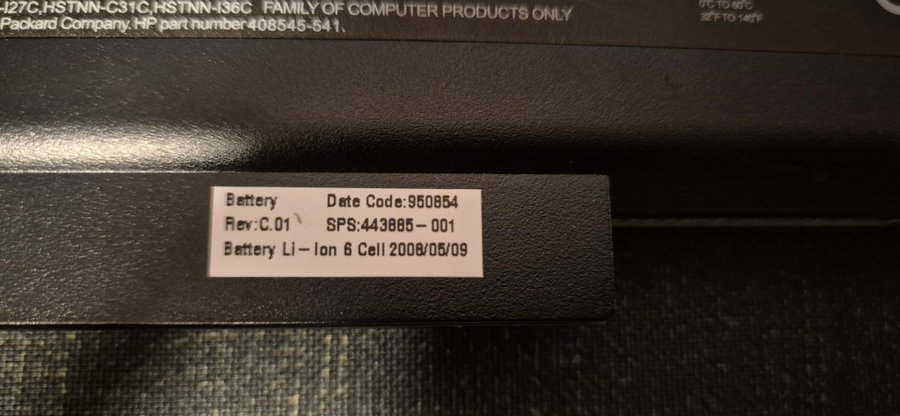 -I27C,HSTNN-C31C,HSTNN-I36C FAMILY OF COMPUTER PRODUCTS ONLY
-Packard Company. HP part number 408545-541.
0°C TO 60°C
32°F TO 140°F
Battery Date Code:950854
Rev:C.01 SPS:443885-001
Battery Li-Ion 6 Cell 2008/05/09